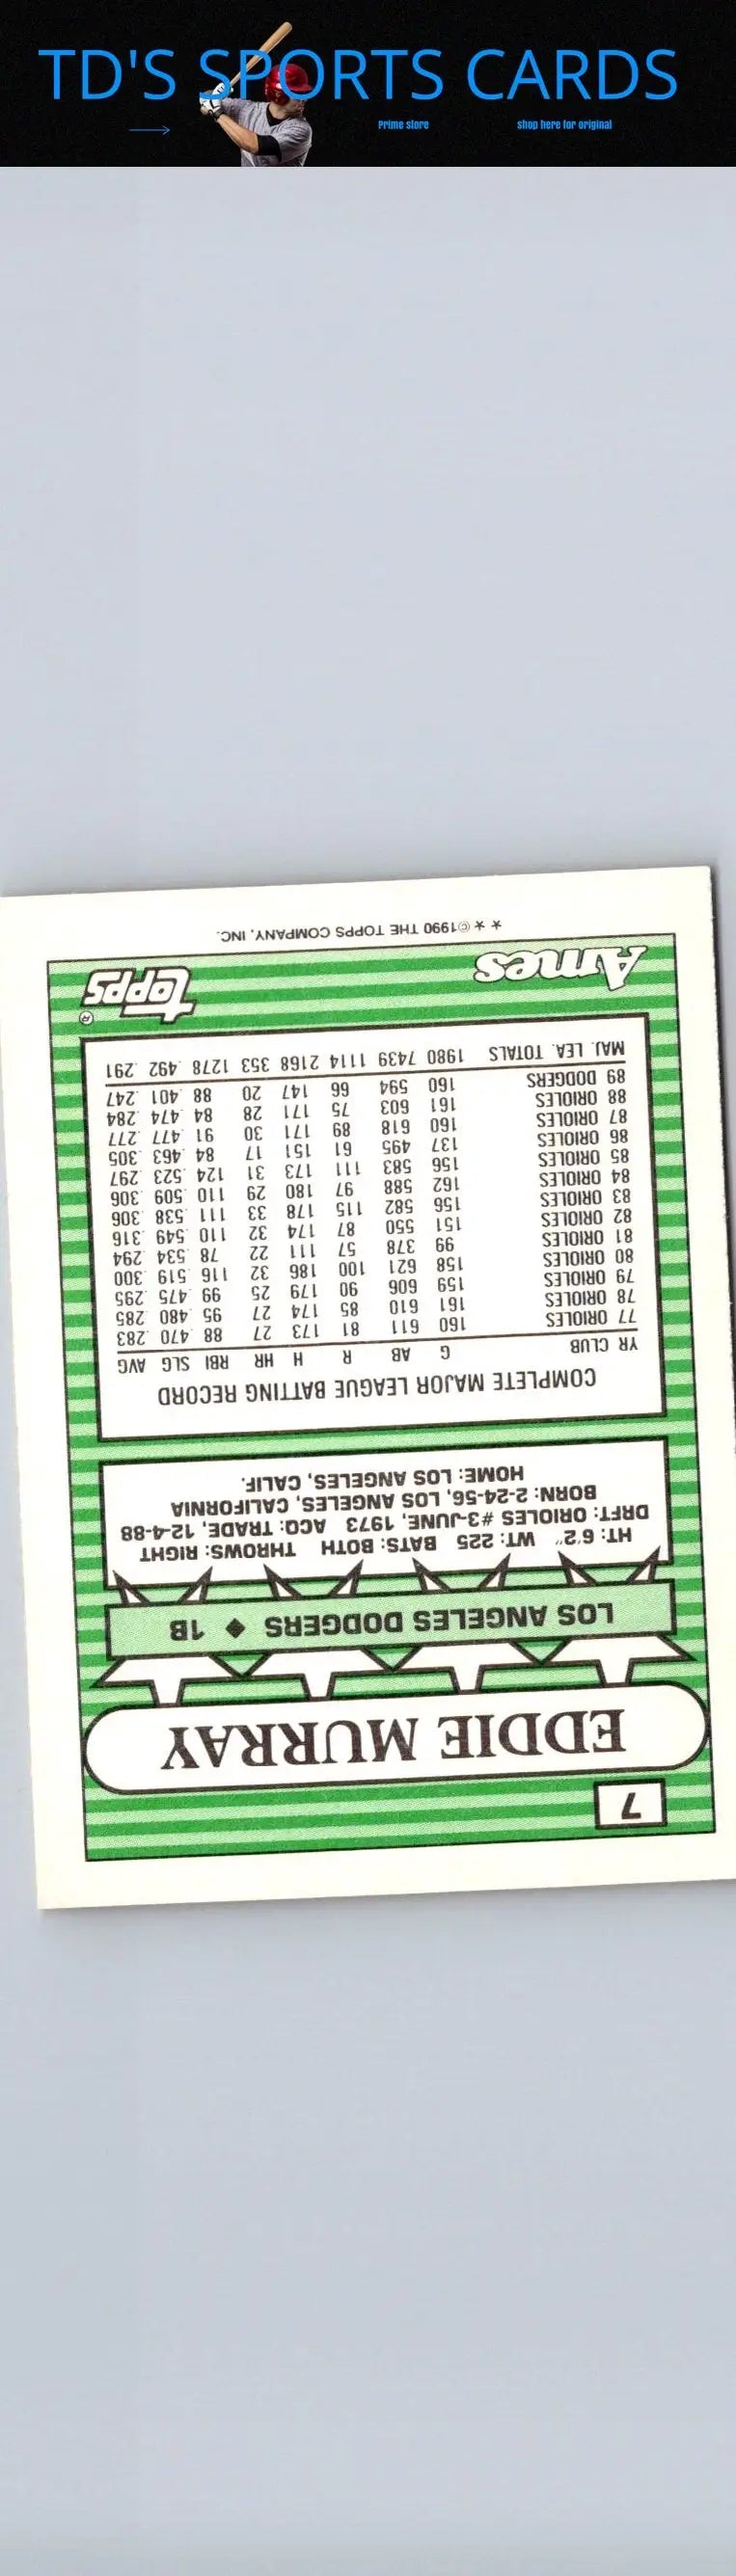 TD'S SPORTS CARDS
Prime store
shop here for original
7
EDDIE MURRAY
LOS ANGELES DODGERS ◆ 1B
HT: 6'2" WT: 225 BATS: BOTH THROWS: RIGHT
DRFT: ORIOLES #3-JUNE, 1973 ACQ: TRADE, 12-4-88
BORN: 2-24-56, LOS ANGELES, CALIFORNIA
HOME: LOS ANGELES, CALIF.
COMPLETE MAJOR LEAGUE BATTING RECORD
YR CLUB G AB R H HR RBI SLG AVG
77 ORIOLES 160 611 81 173 27 88 .470 .283
78 ORIOLES 161 610 85 174 27 95 .480 .285
79 ORIOLES 159 606 90 179 25 99 .475 .295
80 ORIOLES 158 621 100 186 32 116 .519 .300
81 ORIOLES 99 378 57 111 22 78 .534 .294
82 ORIOLES 151 550 87 174 32 110 .549 .316
83 ORIOLES 156 582 115 178 33 111 .538 .306
84 ORIOLES 162 588 97 180 29 110 .509 .306
85 ORIOLES 156 583 111 173 31 124 .523 .297
86 ORIOLES 137 495 61 151 17 84 .463 .305
87 ORIOLES 160 618 89 171 30 91 .477 .277
88 ORIOLES 161 603 75 171 28 84 .474 .284
89 DODGERS 160 594 66 147 20 88 .401 .247
MAJ. LEA. TOTALS 1980 7439 1114 2168 353 1278 .492 .291
Ames
topps®
★ ★ ©1990 THE TOPPS COMPANY, INC.